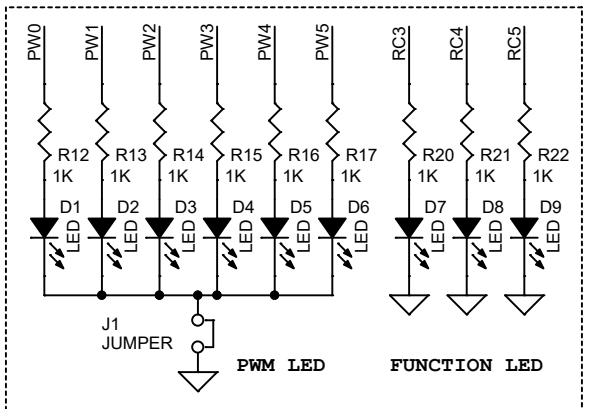 PW0 PW1 PW2 PW3 PW4 PW5 RC3 RC4 RC5
R12 R13 R14 R15 R16 R17 R20 R21 R22
1K 1K 1K 1K 1K 1K 1K 1K 1K
D1 D2 D3 D4 D5 D6 D7 D8 D9
LED LED LED LED LED LED LED LED LED
J1
JUMPER
PWM LED FUNCTION LED